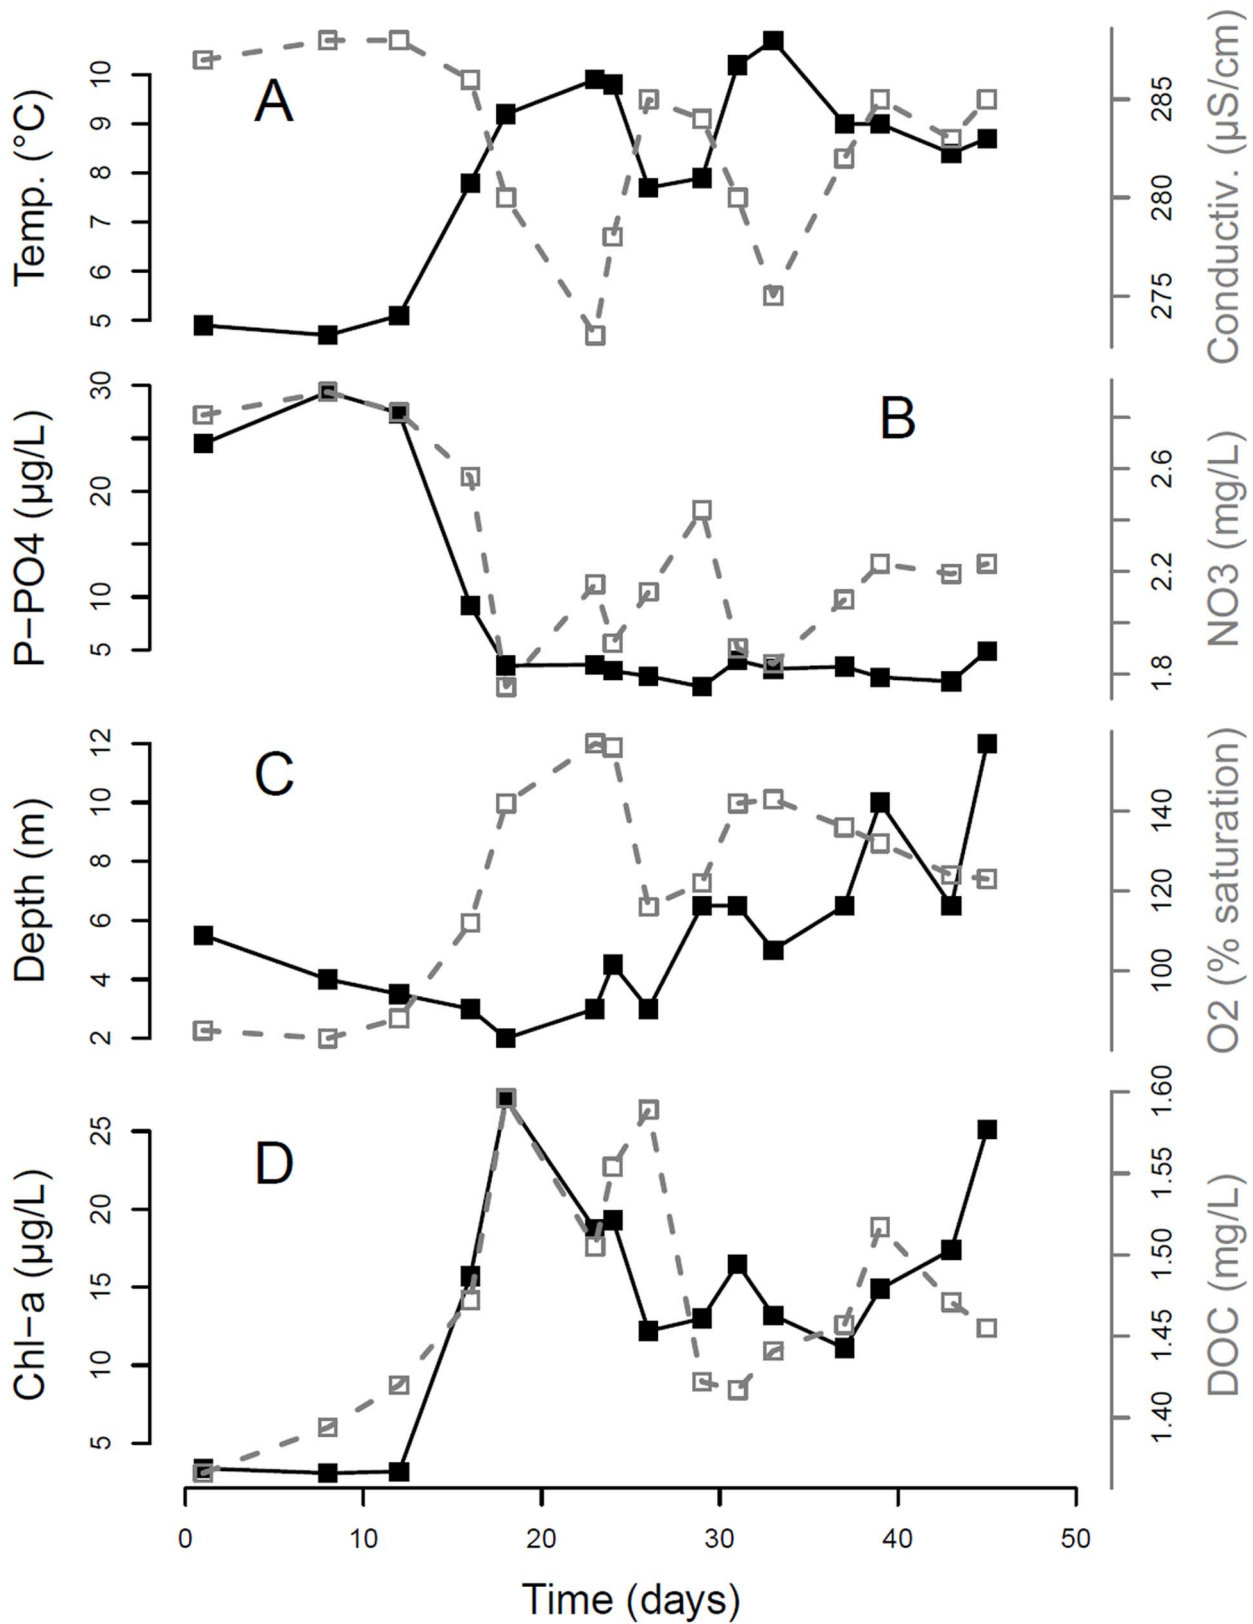 A
Temp. (°C)
10
9
8
7
6
5
Conductiv. (µS/cm)
285
280
275
B
P−PO4 (µg/L)
30
20
10
5
NO3 (mg/L)
2.6
2.2
1.8
C
Depth (m)
12
10
8
6
4
2
O2 (% saturation)
140
120
100
D
Chl−a (µg/L)
25
20
15
10
5
DOC (mg/L)
1.60
1.55
1.50
1.45
1.40
0 10 20 30 40 50
Time (days)